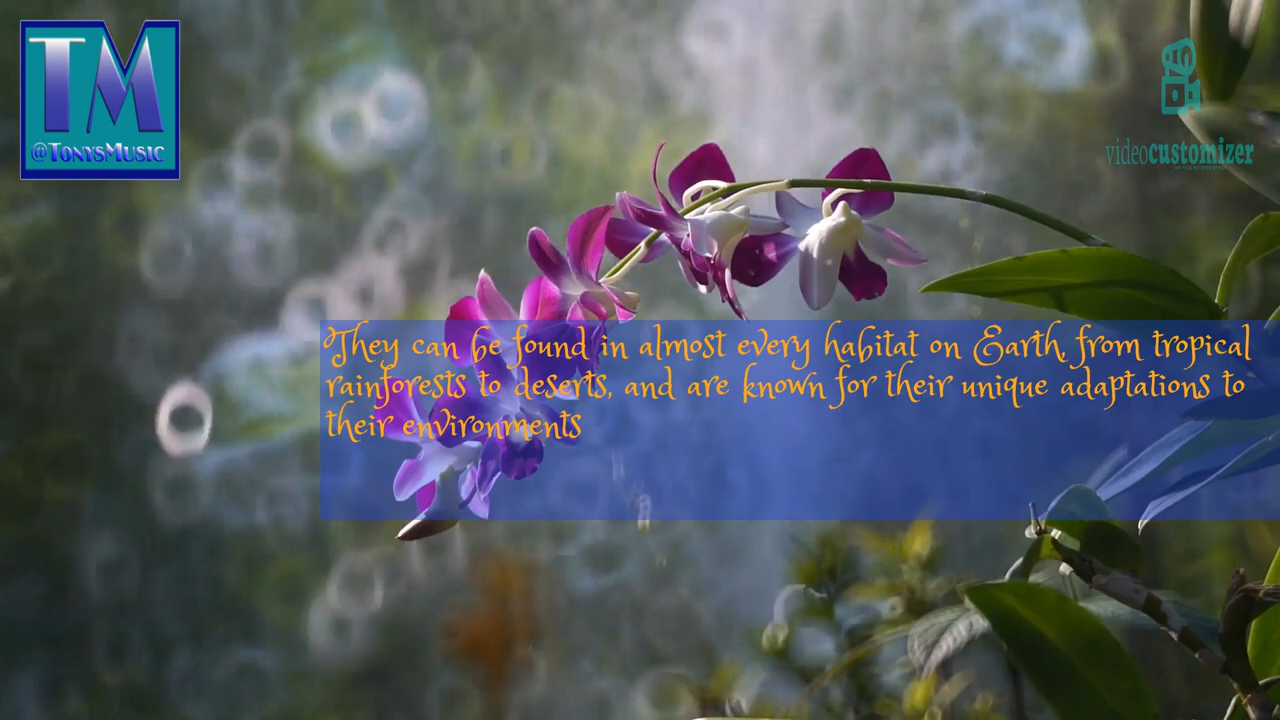 TM
@TonysMusic
videocustomizer
They can be found in almost every habitat on Earth, from tropical
rainforests to deserts, and are known for their unique adaptations to
their environments